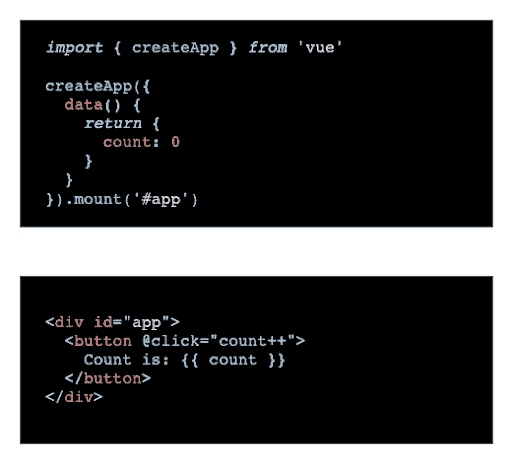 import { createApp } from 'vue'
createApp({
  data() {
    return {
      count: 0
    }
  }
}).mount('#app')
<div id="app">
  <button @click="count++">
    Count is: {{ count }}
  </button>
</div>